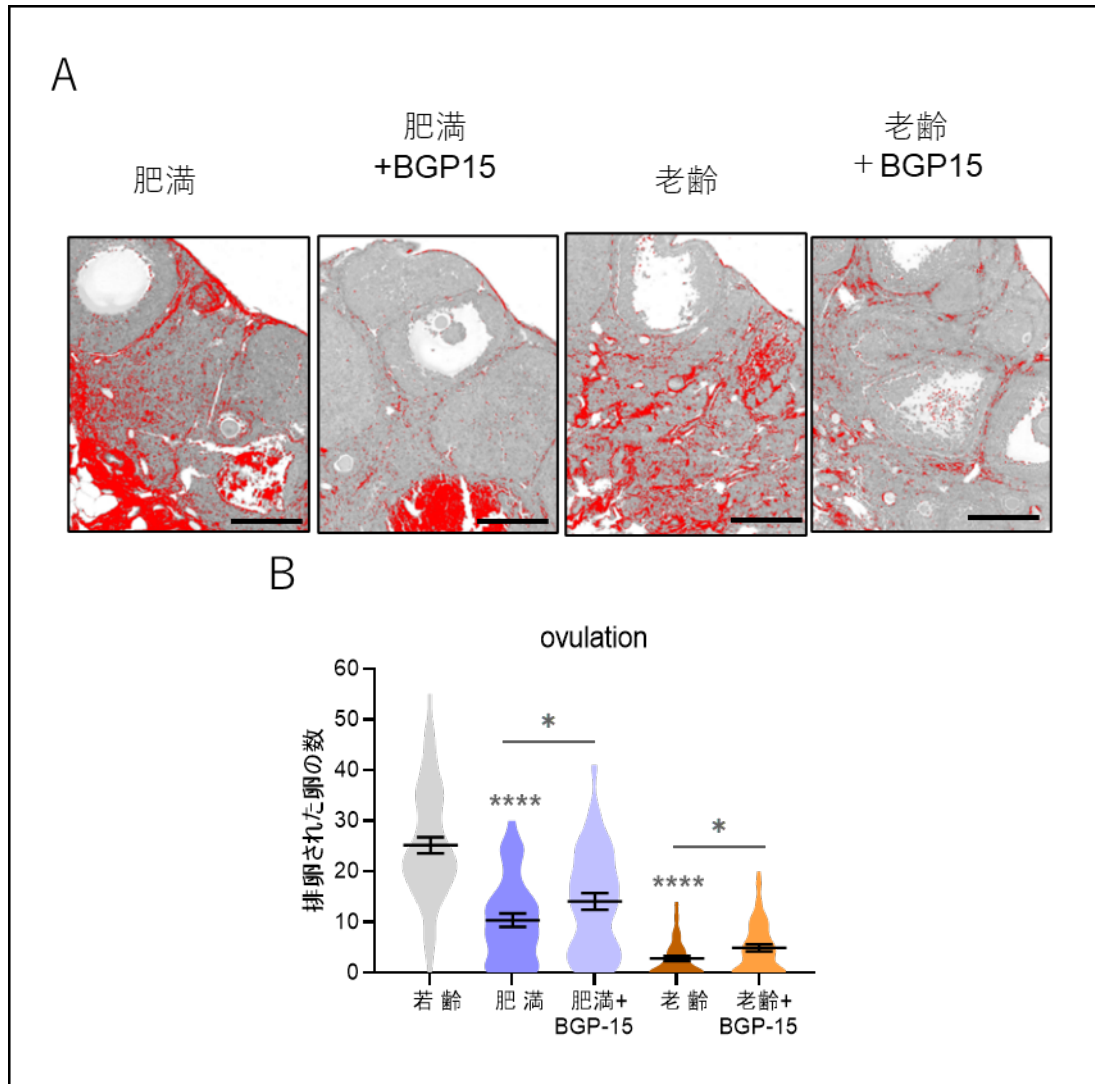 A
肥満
肥満
+BGP15
老齢
老齢
＋BGP15
B
ovulation
排卵された卵の数
60
50
40
30
20
10
0
*
****
*
****
若 齢
肥 満
肥満+
BGP-15
老 齢
老齢+
BGP-15